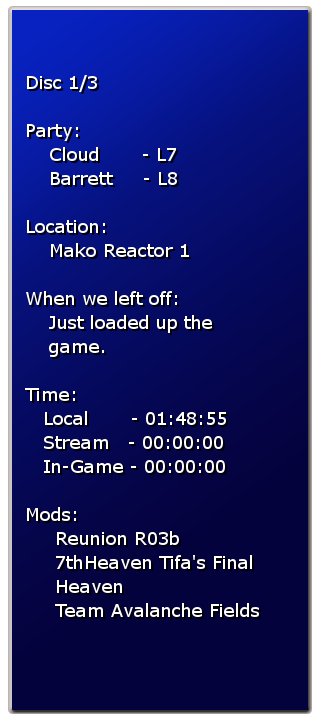 Disc 1/3
Party:
Cloud - L7
Barrett - L8
Location:
Mako Reactor 1
When we left off:
Just loaded up the
game.
Time:
Local - 01:48:55
Stream - 00:00:00
In-Game - 00:00:00
Mods:
Reunion R03b
7thHeaven Tifa's Final
Heaven
Team Avalanche Fields